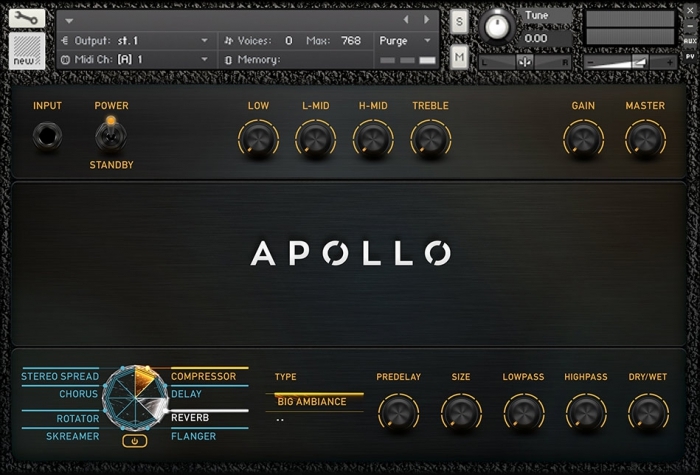 new
Output: st.1
Voices: 0 Max: 768
Purge
Midi Ch: [A] 1
Memory:
S
M
Tune
0.00
L
R
AUX
PV
INPUT
POWER
STANDBY
LOW
L-MID
H-MID
TREBLE
GAIN
MASTER
APOLLO
STEREO SPREAD
CHORUS
ROTATOR
SKREAMER
COMPRESSOR
DELAY
REVERB
FLANGER
TYPE
BIG AMBIANCE
--
PREDELAY
SIZE
LOWPASS
HIGHPASS
DRY/WET